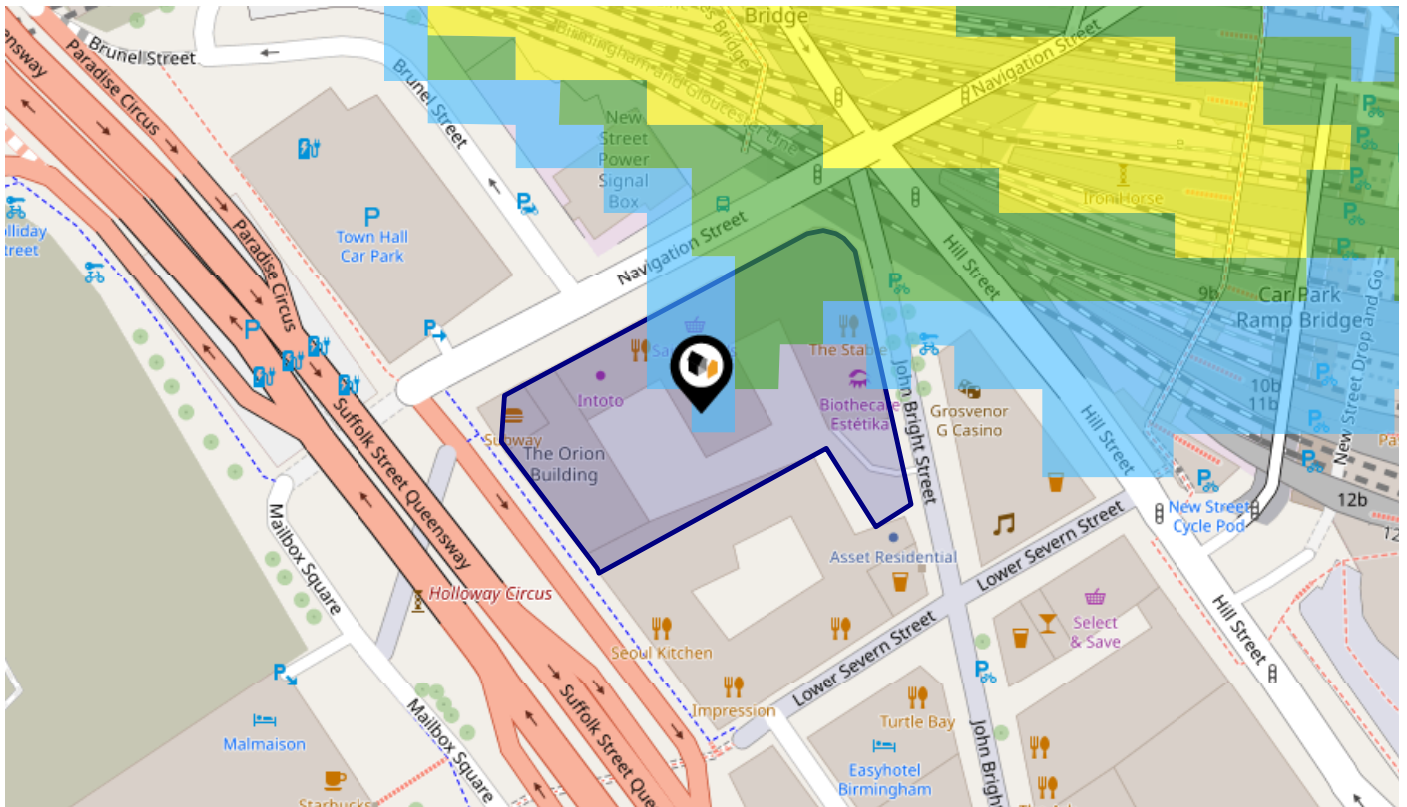 Bridge
Brunel Street
Paradise Circus
Navigation Street
Birmingham and Gloucester Line
Brunel Street
New
Street
Power
Signal
Box
Iron Horse
Town Hall
Car Park
Paradise Circus
Navigation Street
Hill Street
9b
Car Park
Ramp Bridge
New Street Drop and Go
The Stable
Intoto
Biothecare
Estétika
John Bright Street
Grosvenor
G Casino
10b
11b
Subway
The Orion
Building
Suffolk Street Queensway
Hill Street
12b
New Street
Cycle Pod
Mailbox Square
Asset Residential
Lower Severn Street
Holloway Circus
Select
& Save
Hill Street
Seoul Kitchen
Lower Severn Street
Impression
Turtle Bay
Malmaison
Mailbox Square
Suffolk Street Que
John Brigh
Easyhotel
Birmingham
Starbucks